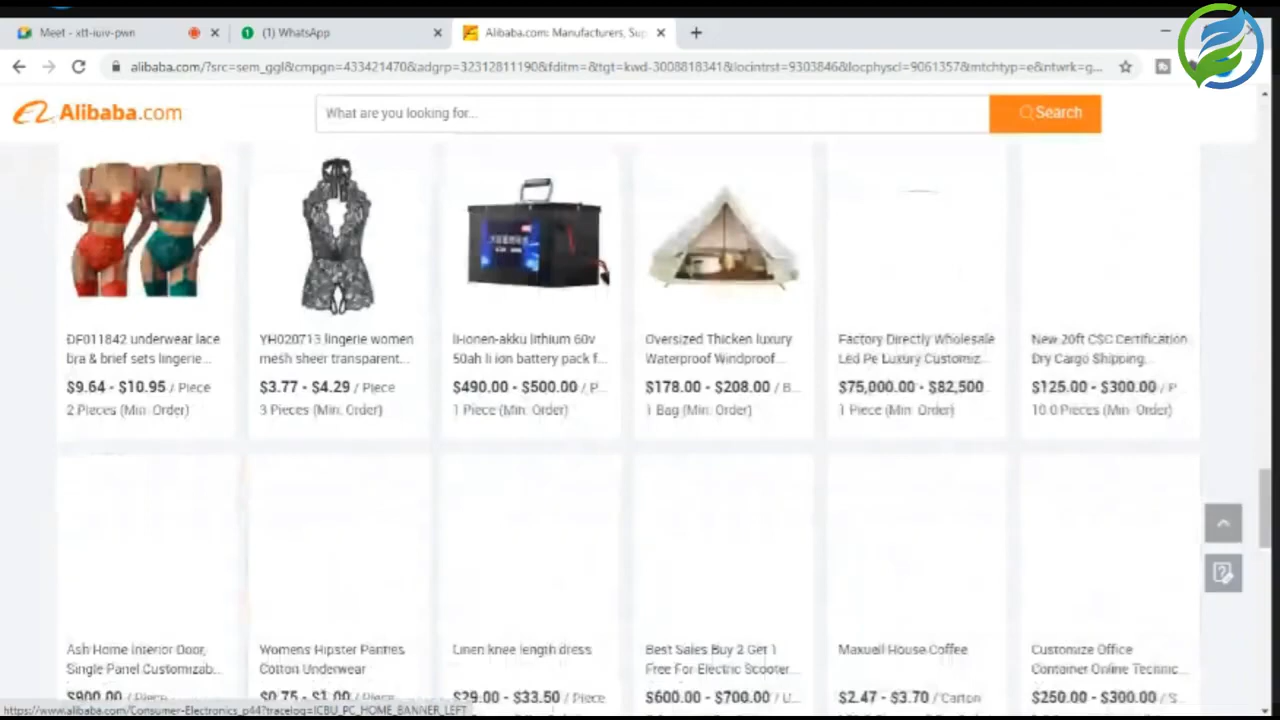 Meet - xtt-iuiv-pwn
(1) WhatsApp
Alibaba.com: Manufacturers, Sup
alibaba.com/?src=sem_ggl&cmpgn=433421470&adgrp=32312811190&fditm=&tgt=kwd-3008818341&locintrst=9303846&locphyscl=9061357&mtchtyp=e&ntwrk=g...
Alibaba.com
What are you looking for...
Search
DF011842 underwear lace
bra & brief sets lingerie...
$9.64 - $10.95 / Piece
2 Pieces (Min. Order)
YH020713 lingerie women
mesh sheer transparent...
$3.77 - $4.29 / Piece
3 Pieces (Min. Order)
liionen-akku lithium 60v
50ah li ion battery pack f...
$490.00 - $500.00 / P...
1 Piece (Min. Order)
Oversized Thicken luxury
Waterproof Windproof...
$178.00 - $208.00 / B...
1 Bag (Min. Order)
Factory Directly Wholesale
Led Pe Luxury Customiz...
$75,000.00 - $82,500
1 Piece (Min. Order)
New 20ft CSC Certification
Dry Cargo Shipping...
$125.00 - $300.00 / P
10.0 Pieces (Min. Order)
Ash Home Interior Door,
Single Panel Customizab...
$900.00 / Piece
Womens Hipster Panties
Cotton Underwear
$0.75 - $1.00 / Piece
Linen knee length dress
$29.00 - $33.50 / Piece
Best Sales Buy 2 Get 1
Free For Electric Scooter...
$600.00 - $700.00 / U...
Maxwell House Coffee
$2.47 - $3.70 / Carton
Customize Office
Container Online Technic...
$250.00 - $300.00 / S...
https://www.alibaba.com/Consumer-Electronics_p44?tracelog=ICBU_PC_HOME_BANNER_LEFT